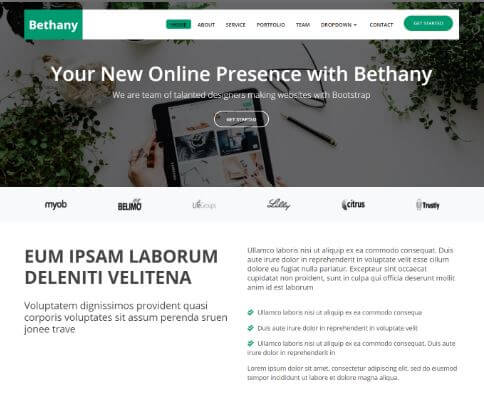 Bethany
HOME ABOUT SERVICE PORTFOLIO TEAM DROPDOWN CONTACT GET STARTED
Your New Online Presence with Bethany
We are team of talanted designers making websites with Bootstrap
GET STARTED
myob BELIMO LifeGroups Lilly citrus Trustly
EUM IPSAM LABORUM
DELENITI VELITENA
Voluptatem dignissimos provident quasi
corporis voluptates sit assum perenda sruen
jonee trave
Ullamco laboris nisi ut aliquip ex ea commodo consequat. Duis
aute irure dolor in reprehenderit in voluptate velit esse cillum
dolore eu fugiat nulla pariatur. Excepteur sint occaecat
cupidatat non proident, sunt in culpa qui officia deserunt mollit
anim id est laborum
Ullamco laboris nisi ut aliquip ex ea commodo consequa
Duis aute irure dolor in reprehenderit in voluptate velit
Ullamco laboris nisi ut aliquip ex ea commodo consequat. Duis aute
irure dolor in reprehenderit in
Lorem ipsum dolor sit amet, consectetur adipiscing elit, sed do eiusmod
tempor incididunt ut labore et dolore magna aliqua.